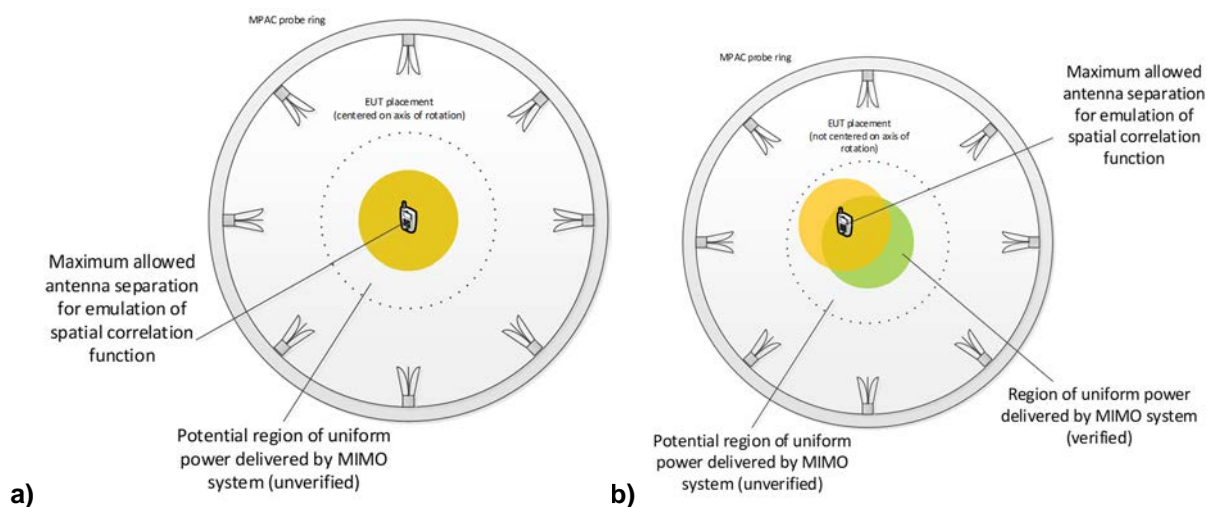 MPAC probe ring
EUT placement
(centered on axis of rotation)
Maximum allowed
antenna separation
for emulation of
spatial correlation
function
Potential region of uniform
power delivered by MIMO
system (unverified)
a)
MPAC probe ring
Maximum allowed
antenna separation
for emulation of
spatial correlation
function
EUT placement
(not centered on axis of
rotation)
Region of uniform power
delivered by MIMO system
(verified)
Potential region of uniform
power delivered by MIMO
system (unverified)
b)